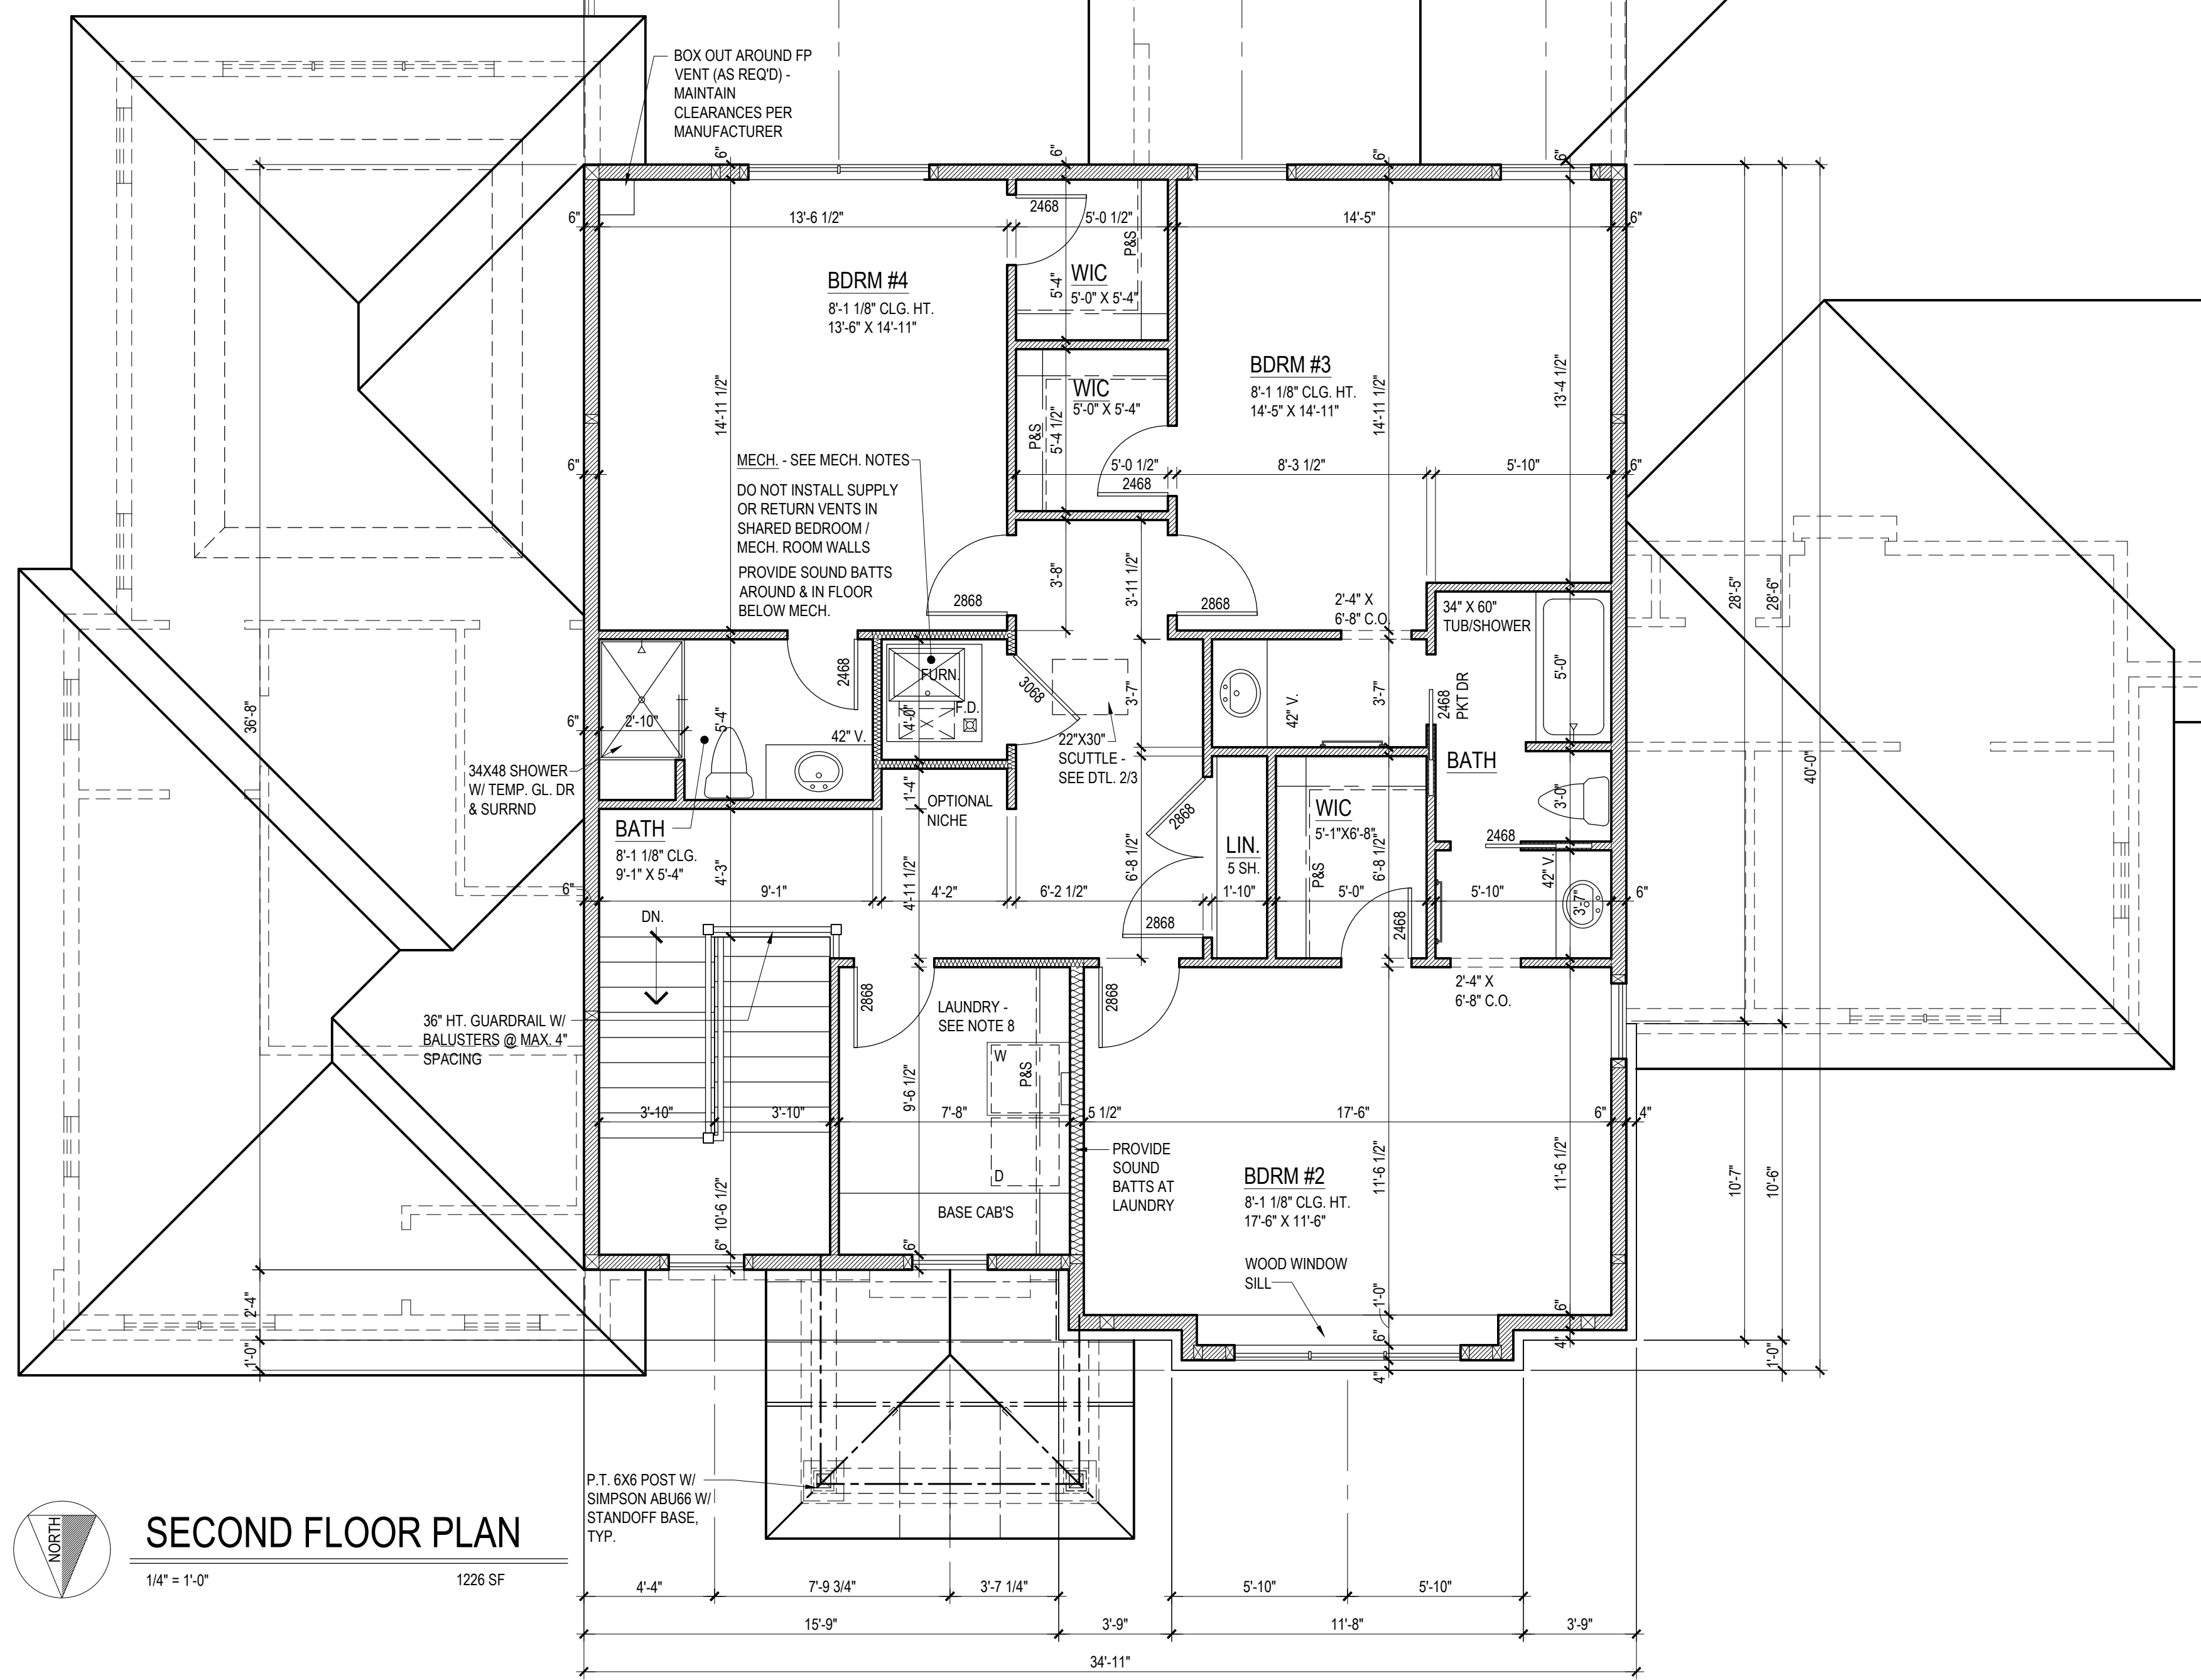 BOX OUT AROUND FP
VENT (AS REQ'D) -
MAINTAIN
CLEARANCES PER
MANUFACTURER
6"
6"
6"
6"
6"
13'-6 1/2"
2468
5'-0 1/2"
14'-5"
6"
P&S
BDRM #4
8'-1 1/8" CLG. HT.
13'-6" X 14'-11"
WIC
5'-0" X 5'-4"
5'-4"
BDRM #3
8'-1 1/8" CLG. HT.
14'-5" X 14'-11"
WIC
5'-0" X 5'-4"
P&S
5'-4 1/2"
14'-11 1/2"
14'-11 1/2"
13'-4 1/2"
6"
MECH. - SEE MECH. NOTES
DO NOT INSTALL SUPPLY
OR RETURN VENTS IN
SHARED BEDROOM /
MECH. ROOM WALLS
PROVIDE SOUND BATTS
AROUND & IN FLOOR
BELOW MECH.
5'-0 1/2"
2468
8'-3 1/2"
5'-10"
6"
3'-8"
3'-11 1/2"
2868
2868
2'-4" X
6'-8" C.O.
34" X 60"
TUB/SHOWER
28'-5"
28'-6"
36'-8"
6"
2'-10"
5'-4"
2468
FURN.
F.D.
4'-0"
3068
3'-7"
42" V.
42" V.
3'-7"
2468
PKT DR
5'-0"
40'-0"
34X48 SHOWER
W/ TEMP. GL. DR
& SURRND
22"X30"
SCUTTLE -
SEE DTL. 2/3
BATH
1'-4"
OPTIONAL
NICHE
2868
BATH
8'-1 1/8" CLG.
9'-1" X 5'-4"
WIC
5'-1"X6'-8"
P&S
LIN.
5 SH.
3'-0"
2468
6"
4'-3"
9'-1"
4'-11 1/2"
4'-2"
6'-2 1/2"
6'-8 1/2"
1'-10"
5'-0"
6'-8 1/2"
5'-10"
42" V.
3'-7"
6"
DN.
2868
2468
2868
2868
2'-4" X
6'-8" C.O.
LAUNDRY -
SEE NOTE 8
36" HT. GUARDRAIL W/
BALUSTERS @ MAX. 4"
SPACING
W
P&S
9'-6 1/2"
3'-10"
3'-10"
7'-8"
5 1/2"
17'-6"
6"
4"
PROVIDE
SOUND
BATTS AT
LAUNDRY
D
BASE CAB'S
BDRM #2
8'-1 1/8" CLG. HT.
17'-6" X 11'-6"
11'-6 1/2"
11'-6 1/2"
10'-7"
10'-6"
10'-6 1/2"
6"
6"
WOOD WINDOW
SILL
1'-0"
6"
4"
6"
4"
2'-4"
1'-0"
1'-0"
P.T. 6X6 POST W/
SIMPSON ABU66 W/
STANDOFF BASE,
TYP.
NORTH
SECOND FLOOR PLAN
1/4" = 1'-0"
1226 SF
4'-4"
7'-9 3/4"
3'-7 1/4"
5'-10"
5'-10"
15'-9"
3'-9"
11'-8"
3'-9"
34'-11"